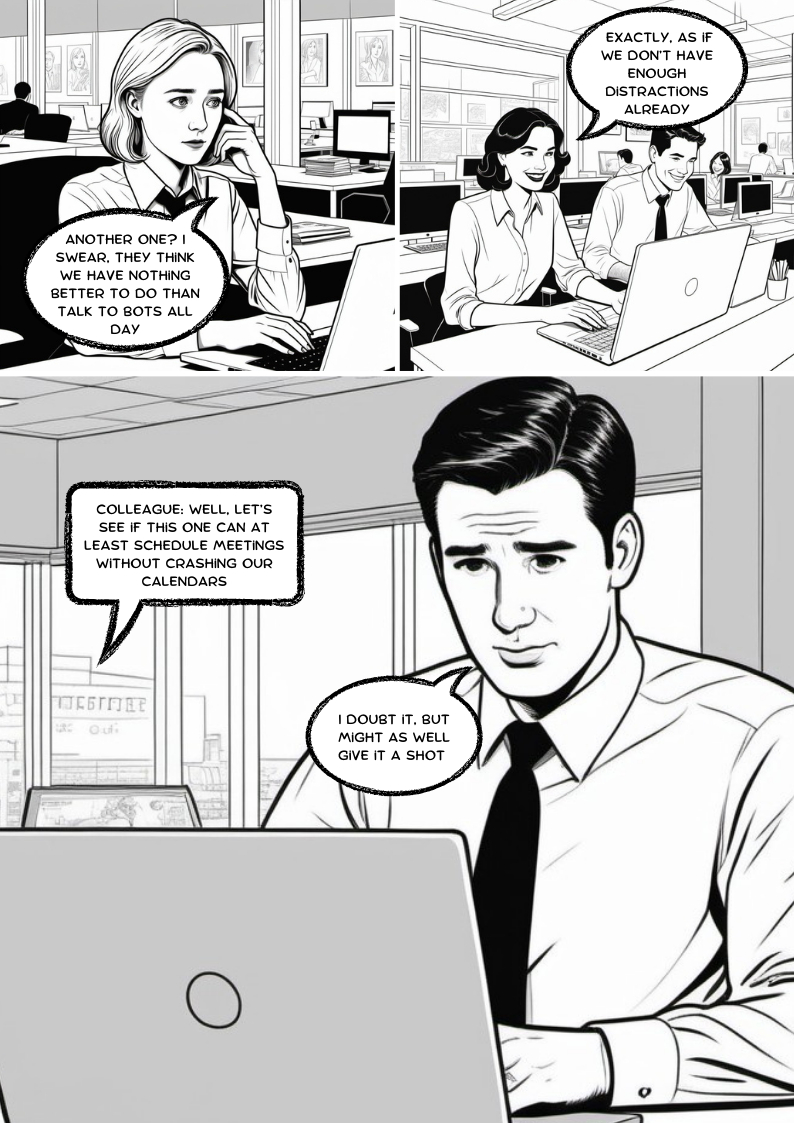 ANOTHER ONE? I
SWEAR, THEY THINK
WE HAVE NOTHING
BETTER TO DO THAN
TALK TO BOTS ALL
DAY
EXACTLY, AS IF
WE DON'T HAVE
ENOUGH
DISTRACTIONS
ALREADY
COLLEAGUE: WELL, LET'S
SEE IF THIS ONE CAN AT
LEAST SCHEDULE MEETINGS
WITHOUT CRASHING OUR
CALENDARS
I DOUBT IT, BUT
MIGHT AS WELL
GIVE IT A SHOT